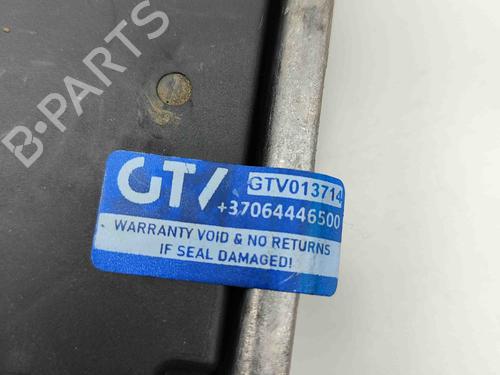 B-PARTS
GTV
GTV013714
+37064446500
WARRANTY VOID & NO RETURNS
IF SEAL DAMAGED!